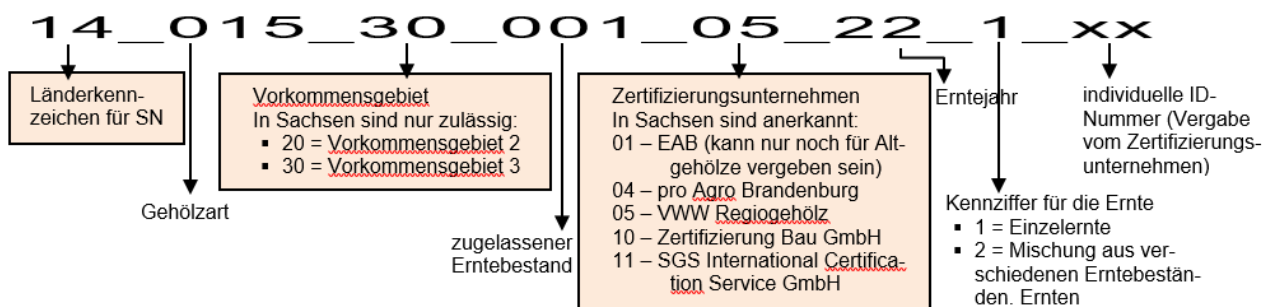 14_015_30_001_05_22_1_xx
Länderkenn-
zeichen für SN
Gehölzart
Vorkommensgebiet
In Sachsen sind nur zulässig:
▪ 20 = Vorkommensgebiet 2
▪ 30 = Vorkommensgebiet 3
zugelassener
Erntebestand
Zertifizierungsunternehmen
In Sachsen sind anerkannt:
01 – EAB (kann nur noch für Alt-
gehölze vergeben sein)
04 – pro Agro Brandenburg
05 – VWW Regiogehölz
10 – Zertifizierung Bau GmbH
11 – SGS International Certifica-
tion Service GmbH
Erntejahr
Kennziffer für die Ernte
▪ 1 = Einzelernte
▪ 2 = Mischung aus ver-
schiedenen Erntebestän-
den. Ernten
individuelle ID-
Nummer (Vergabe
vom Zertifizierungs-
unternehmen)